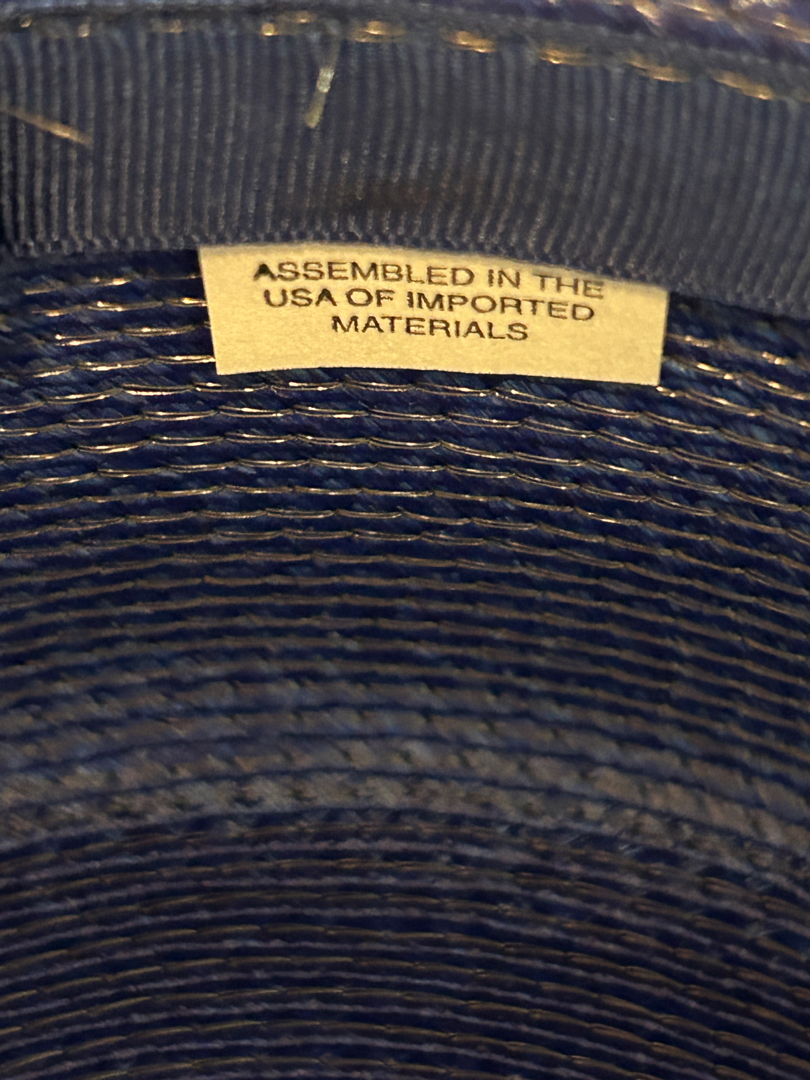 ASSEMBLED IN THE
USA OF IMPORTED
MATERIALS